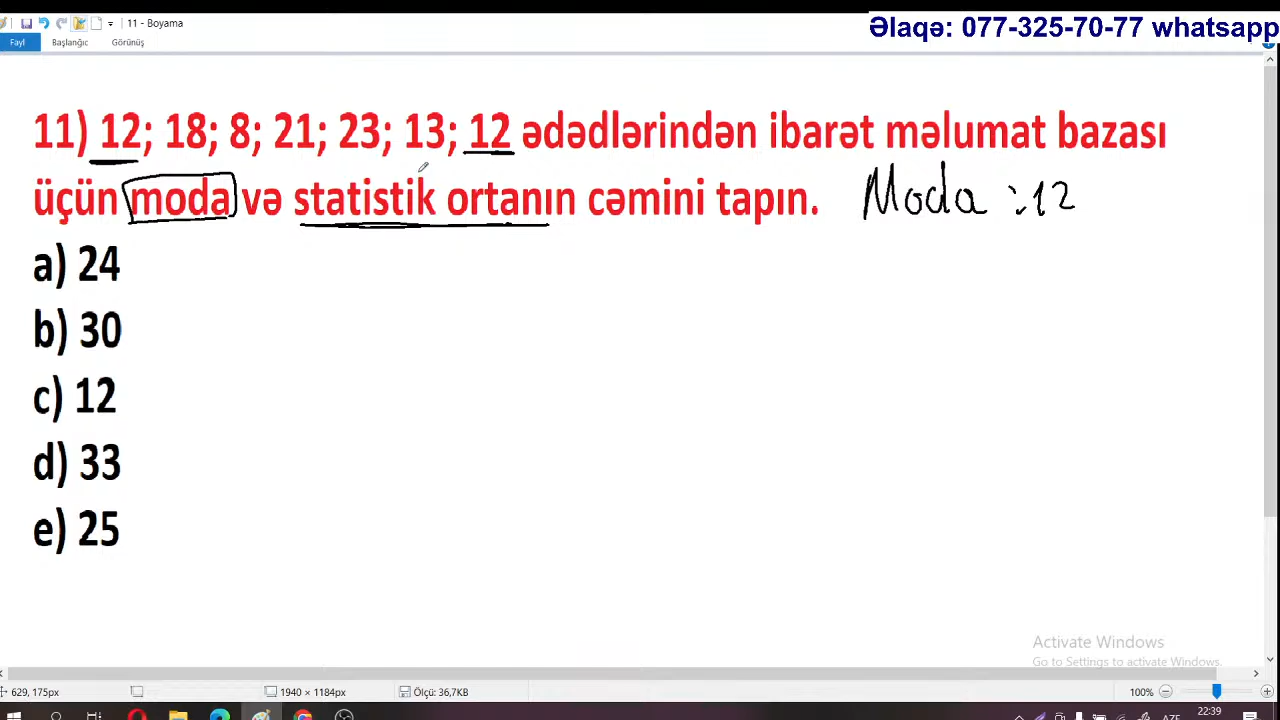 11 - Boyama
Əlaqə: 077-325-70-77 whatsapp
Fayl Başlanğıc Görünüş
11) 12; 18; 8; 21; 23; 13; 12 ədədlərindən ibarət məlumat bazası
üçün moda və statistik ortanın cəmini tapın. Moda :12
a) 24
b) 30
c) 12
d) 33
e) 25
Activate Windows
Go to Settings to activate Windows.
629, 175px 1940 × 1184px Ölçü: 36,7KB 100%
22:39
AZE